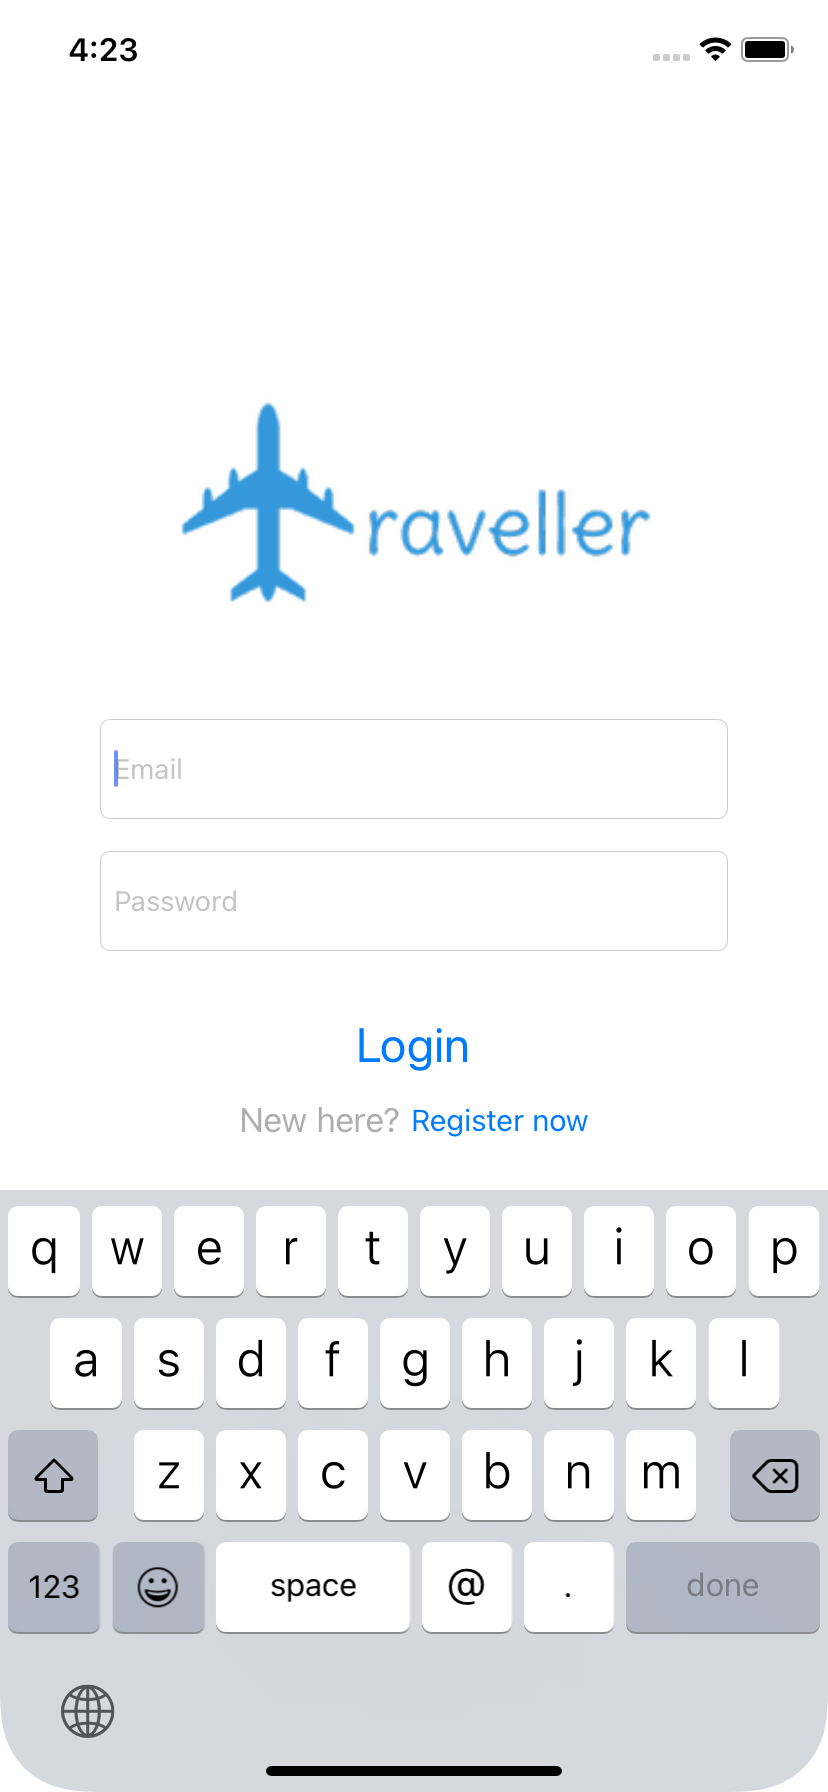 4:23
raveller
Email
Password
Login
New here? Register now
q w e r t y u i o p
a s d f g h j k l
z x c v b n m
123 space @ . done